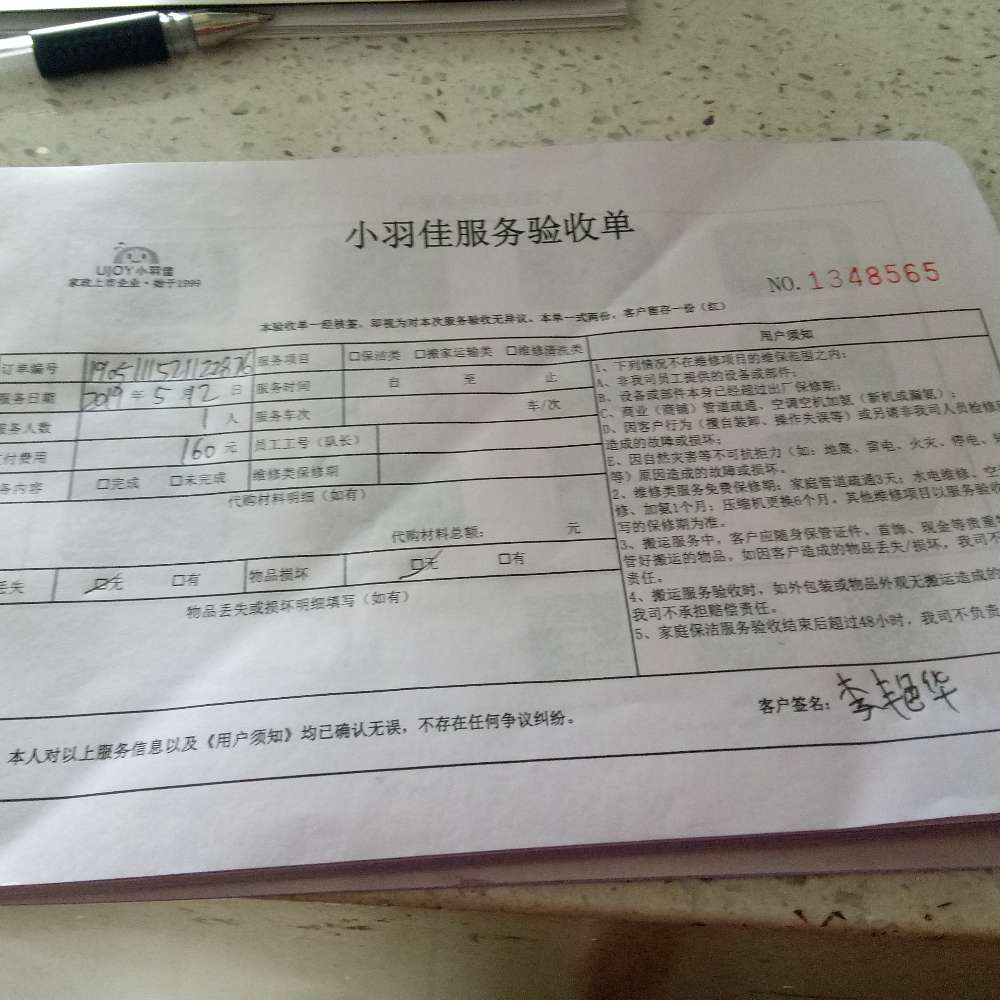 小羽佳服务验收单
UJOY小羽佳
家政上市企业·始于1999
NO.1348565
本验收单一经核签，即视为对本次服务验收无异议。本单一式两份，客户留存一份（红）
订单编号 服务项目 □保洁类 □搬家运输类 □维修清洗类
服务日期 2019年5月12日 服务时间 自 至 止
服务人数 1人 服务车次 车/次
付费用 160元 员工工号（队长）
务内容 □完成 □未完成 维修类保修期
代购材料明细（如有）
代购材料总额： 元
丢失 □无 □有 物品损坏 □无 □有
物品丢失或损坏明细填写（如有）
用户须知
1、下列情况不在维修项目的维保范围之内：
A、非我司员工提供的设备或部件；
B、设备或部件本身已经超过出厂保修期；
C、商业（商铺）管道疏通、空调空机加氨（新机或漏氨）；
D、因客户行为（擅自装卸、操作失误等）或另请非我司人员检修
造成的故障或损坏；
E、因自然灾害等不可抗拒力（如：地震、雷电、火灾、停电、
等）原因造成的故障或损坏。
2、维修类服务免费保修期：家庭管道疏通3天；水电维修、空
修、加氨1个月；压缩机更换6个月，其他维修项目以服务验收
写的保修期为准。
3、搬运服务中，客户应随身保管证件、首饰、现金等贵重
管好搬运的物品，如因客户造成的物品丢失/损坏，我司不
责任。
4、搬运服务验收时，如外包装或物品外观无搬运造成的
我司不承担赔偿责任。
5、家庭保洁服务验收结束后超过48小时，我司不负责
本人对以上服务信息以及《用户须知》均已确认无误，不存在任何争议纠纷。
客户签名：李艳华